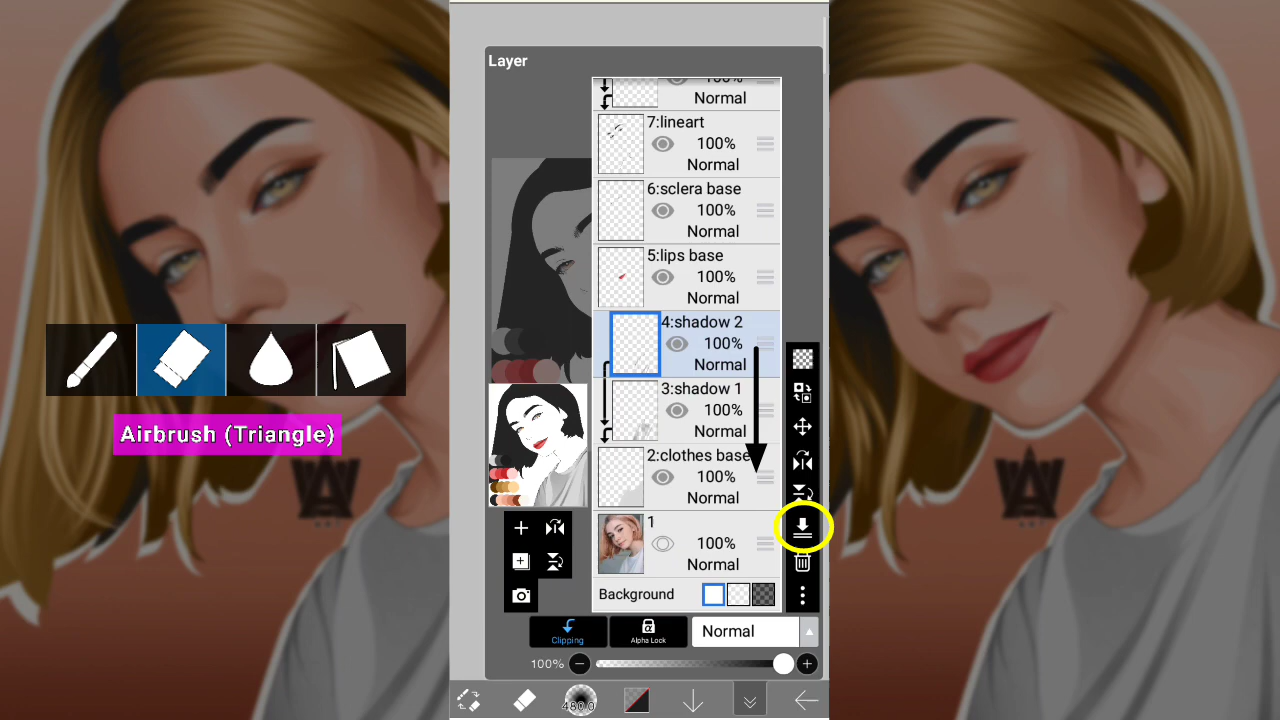 Layer
100%
Normal
7:lineart
100%
Normal
6:sclera base
100%
Normal
5:lips base
100%
Normal
4:shadow 2
100%
Normal
3:shadow 1
100%
Normal
2:clothes base
100%
Normal
1
100%
Normal
Background
Clipping
α
Alpha Lock
Normal
100%
480.0
Airbrush (Triangle)